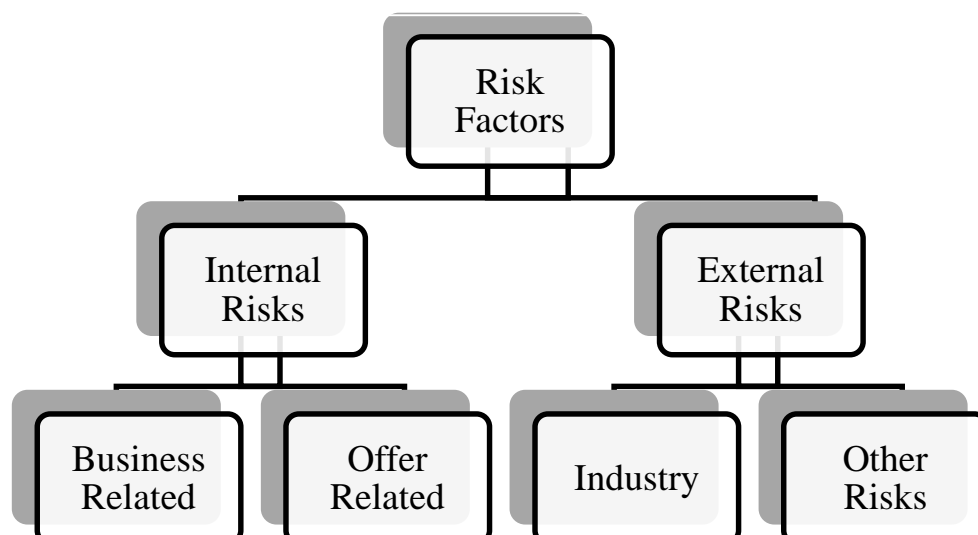 Risk
Factors
Internal
Risks
External
Risks
Business
Related
Offer
Related
Industry
Other
Risks